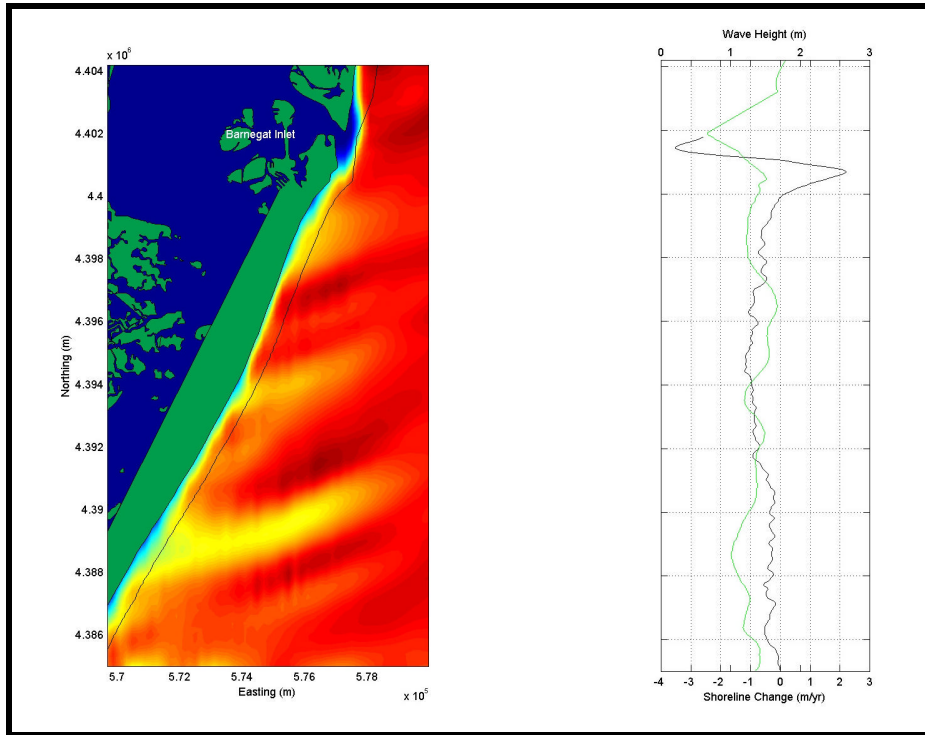 x 10^6
4.404
4.402
4.4
4.398
4.396
4.394
4.392
4.39
4.388
4.386
Northing (m)
Barnegat Inlet
5.7 5.72 5.74 5.76 5.78
x 10^5
Easting (m)
Wave Height (m)
0 1 1 2 3
-4 -3 -2 -1 0 1 2 3
Shoreline Change (m/yr)